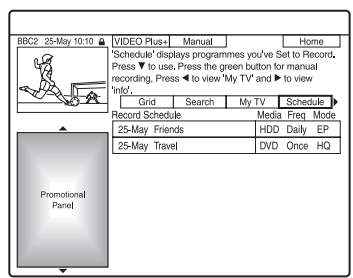 BBC2 25-May 10:10 VIDEO Plus+ Manual Home
'Schedule' displays programmes you've Set to Record.
Press ▼ to use. Press the green button for manual
recording, Press ◄ to view 'My TV' and ► to view
'info'.
Grid Search My TV Schedule
Record Schedule Media Freq Mode
25-May Friends HDD Daily EP
25-May Travel DVD Once HQ
Promotional
Panel